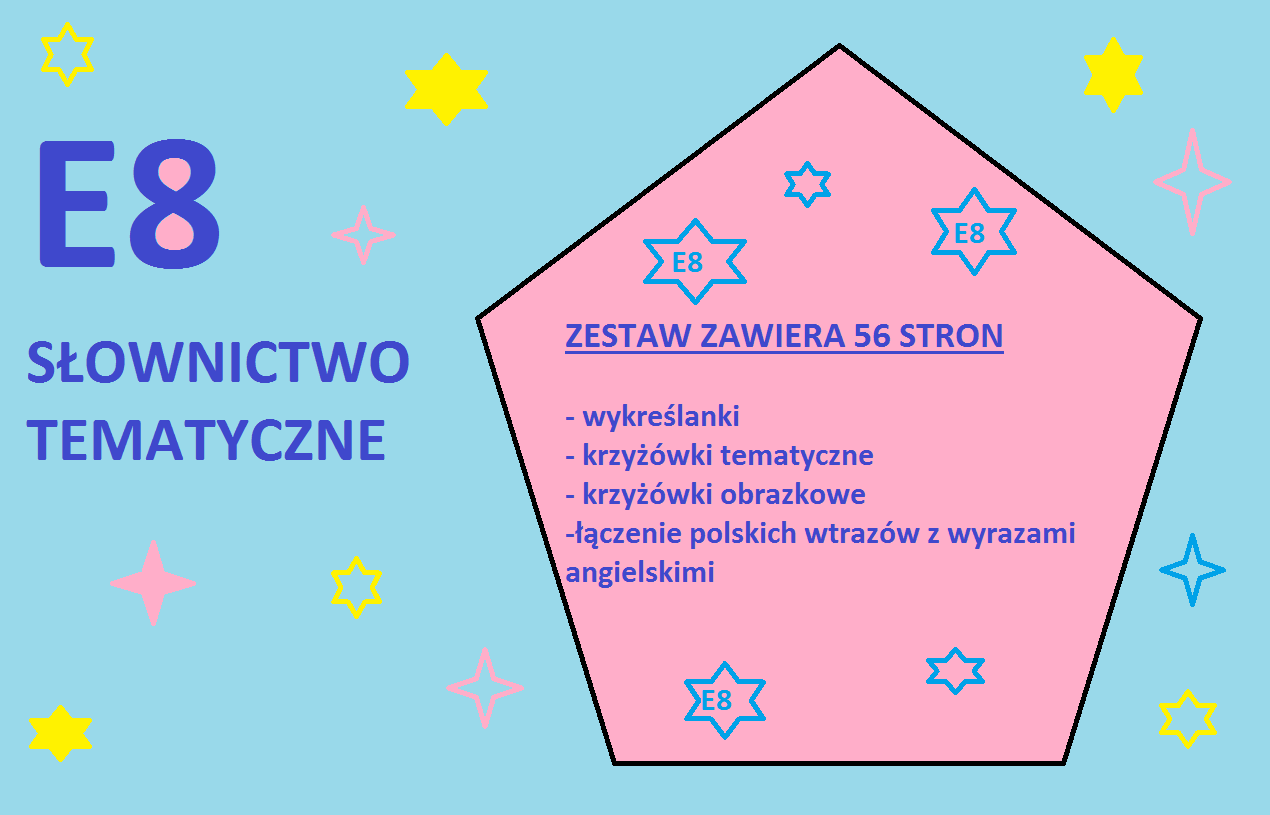 E8
SŁOWNICTWO
TEMATYCZNE
E8
E8
ZESTAW ZAWIERA 56 STRON
- wykreślanki
- krzyżówki tematyczne
- krzyżówki obrazkowe
-łączenie polskich wtrazów z wyrazami
angielskimi
E8